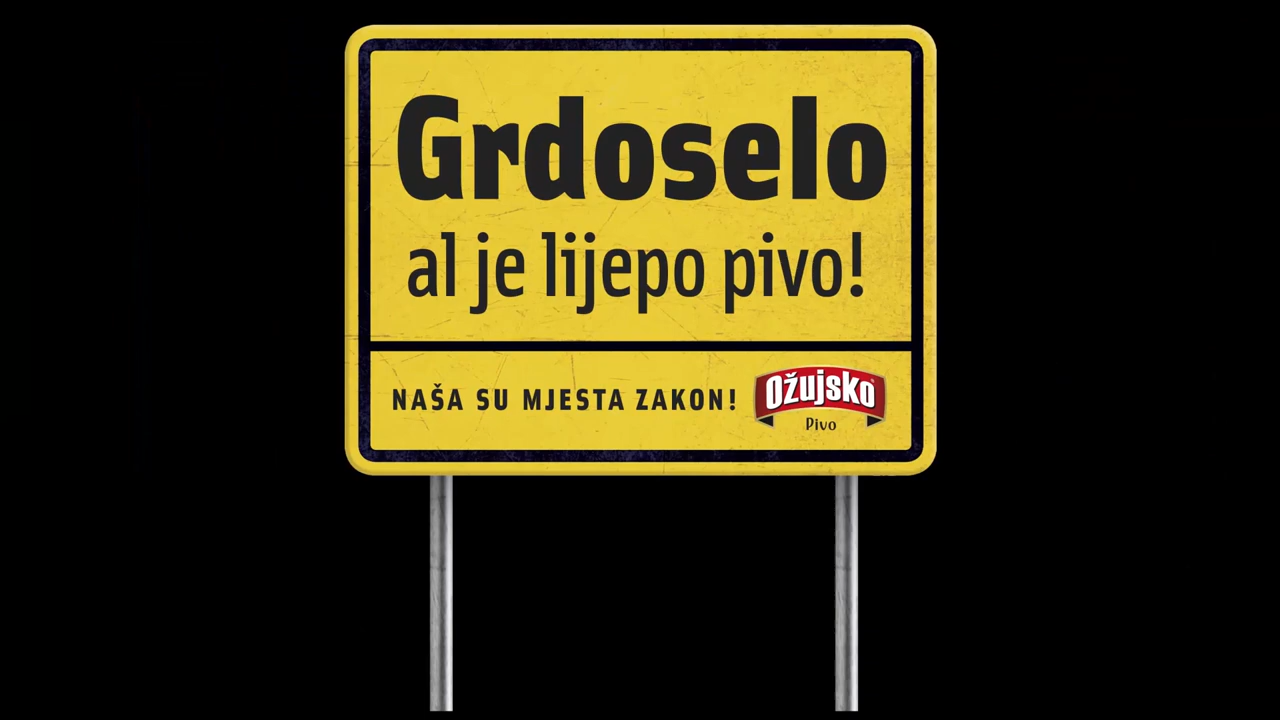 Grdoselo
al je lijepo pivo!
NAŠA SU MJESTA ZAKON!
Ožujsko
Pivo